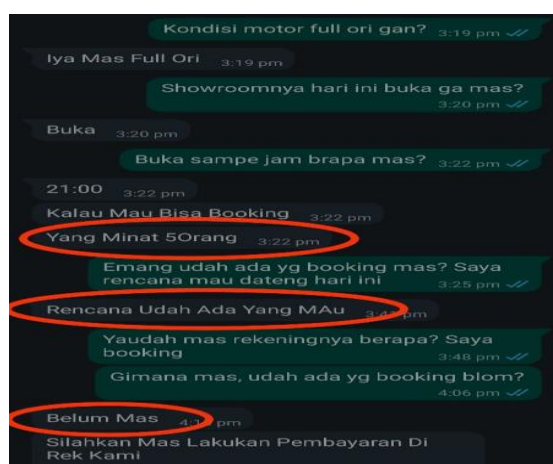 Kondisi motor full ori gan? 3:19 pm
Iya Mas Full Ori 3:19 pm
Showroomnya hari ini buka ga mas?
3:20 pm
Buka 3:20 pm
Buka sampe jam brapa mas? 3:22 pm
21:00 3:22 pm
Kalau Mau Bisa Booking 3:22 pm
Yang Minat 5Orang 3:22 pm
Emang udah ada yg booking mas? Saya
rencana mau dateng hari ini 3:25 pm
Rencana Udah Ada Yang MAu pm
Yaudah mas rekeningnya berapa? Saya
booking 3:48 pm
Gimana mas, udah ada yg booking blom?
4:06 pm
Belum Mas pm
Silahkan Mas Lakukan Pembayaran Di
Rek Kami